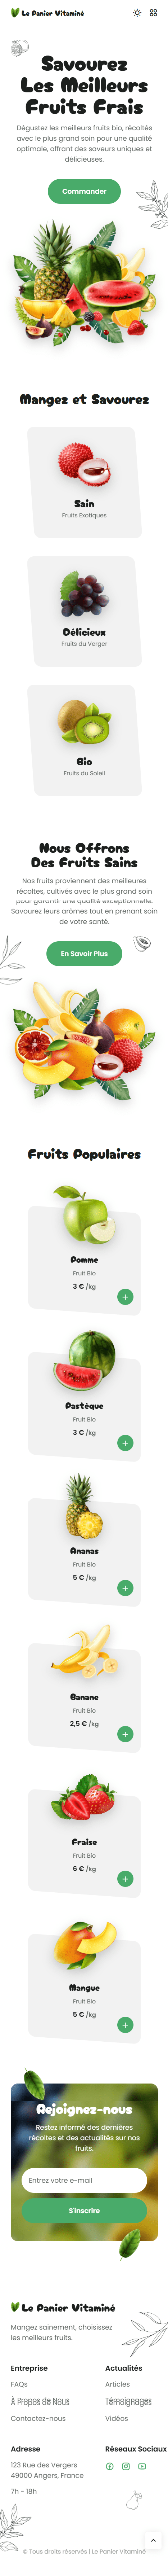 Le Panier Vitaminé
Savourez
Les Meilleurs
Fruits Frais
Dégustez les meilleurs fruits bio, récoltés
avec le plus grand soin pour une qualité
optimale, offrant des saveurs uniques et
délicieuses.
Commander
Mangez et Savourez
Sain
Fruits Exotiques
Délicieux
Fruits du Verger
Bio
Fruits du Soleil
Nous Offrons
Des Fruits Sains
Nos fruits proviennent des meilleures
récoltes, cultivés avec le plus grand soin
pour garantir une qualité exceptionnelle.
Savourez leurs arômes tout en prenant soin
de votre santé.
En Savoir Plus
Fruits Populaires
Pomme
Fruit Bio
3 € /kg
Pastèque
Fruit Bio
3 € /kg
Ananas
Fruit Bio
5 € /kg
Banane
Fruit Bio
2,5 € /kg
Fraise
Fruit Bio
6 € /kg
Mangue
Fruit Bio
5 € /kg
Rejoignez-nous
Restez informé des dernières
récoltes et des actualités sur nos
fruits.
Entrez votre e-mail
S'inscrire
Le Panier Vitaminé
Mangez sainement, choisissez
les meilleurs fruits.
Entreprise
FAQs
À Propos de Nous
Contactez-nous
Actualités
Articles
Témoignages
Vidéos
Adresse
123 Rue des Vergers
49000 Angers, France
7h - 18h
Réseaux Sociaux
© Tous droits réservés | Le Panier Vitaminé